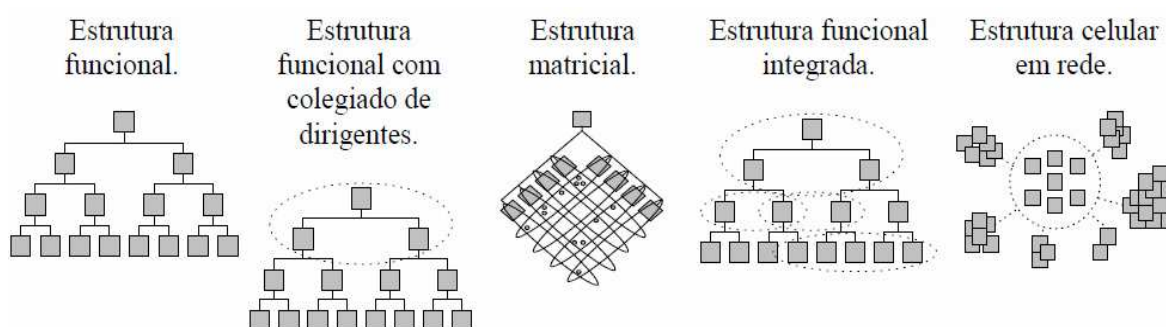 Estrutura
funcional.
Estrutura
funcional com
colegiado de
dirigentes.
Estrutura
matricial.
Estrutura funcional
integrada.
Estrutura celular
em rede.